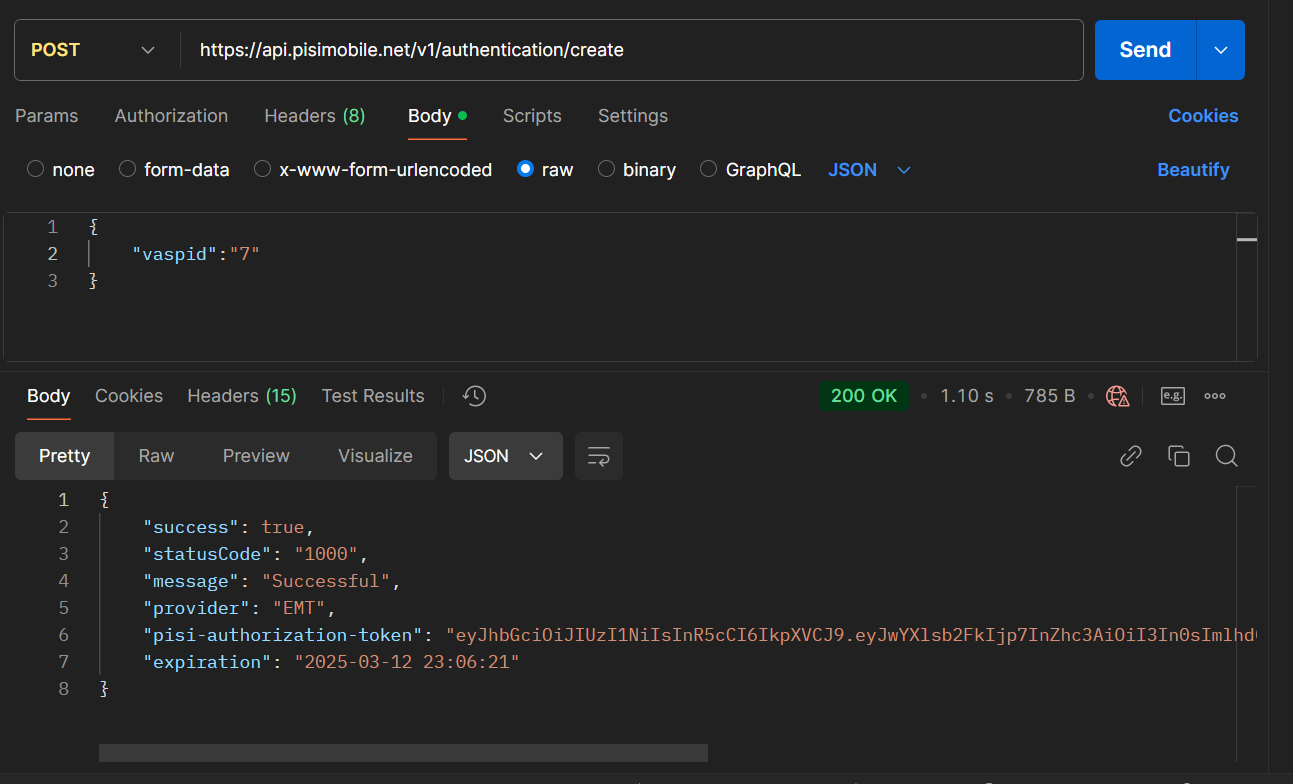 POST https://api.pisimobile.net/v1/authentication/create Send
Params Authorization Headers (8) Body Scripts Settings Cookies
none form-data x-www-form-urlencoded raw binary GraphQL JSON Beautify
1 {
2 "vaspid":"7"
3 }
Body Cookies Headers (15) Test Results 200 OK 1.10 s 785 B e.g.
Pretty Raw Preview Visualize JSON
1 {
2 "success": true,
3 "statusCode": "1000",
4 "message": "Successful",
5 "provider": "EMT",
6 "pisi-authorization-token": "eyJhbGciOiJIUzI1NiIsInR5cCI6IkpXVCJ9.eyJwYXlsb2FkIjp7InZhc3AiOiI3In0sImlhd
7 "expiration": "2025-03-12 23:06:21"
8 }